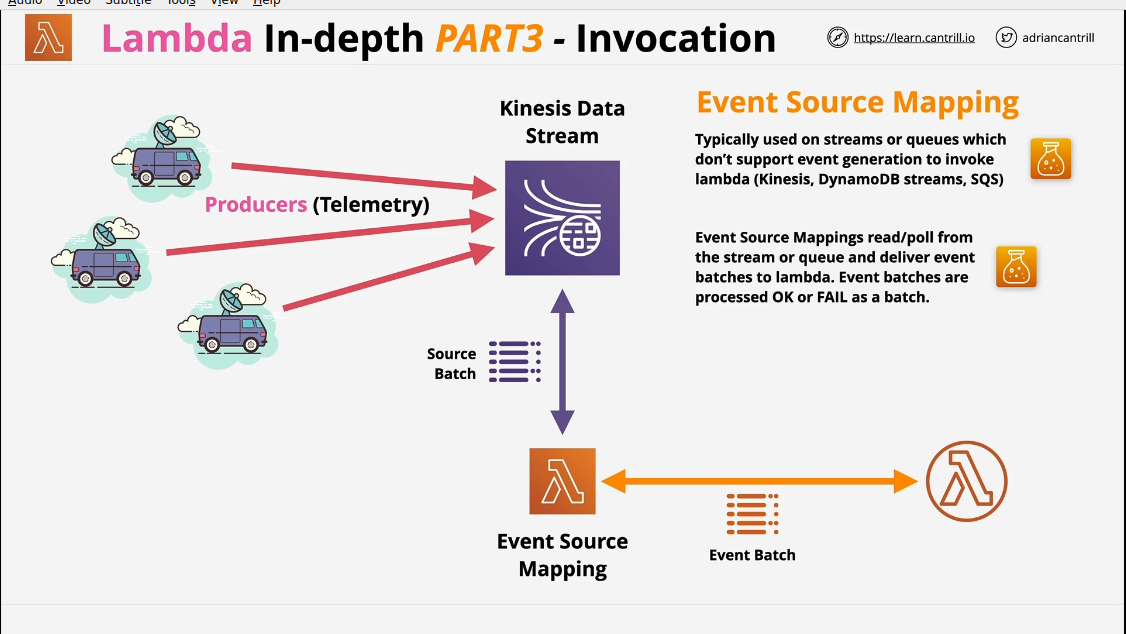 Audio Video Subtitle Tools View Help
Lambda In-depth PART3 - Invocation
https://learn.cantrill.io
adriancantrill
Kinesis Data
Stream
Event Source Mapping
Typically used on streams or queues which
don't support event generation to invoke
lambda (Kinesis, DynamoDB streams, SQS)
Producers (Telemetry)
Event Source Mappings read/poll from
the stream or queue and deliver event
batches to lambda. Event batches are
processed OK or FAIL as a batch.
Source
Batch
Event Source
Mapping
Event Batch